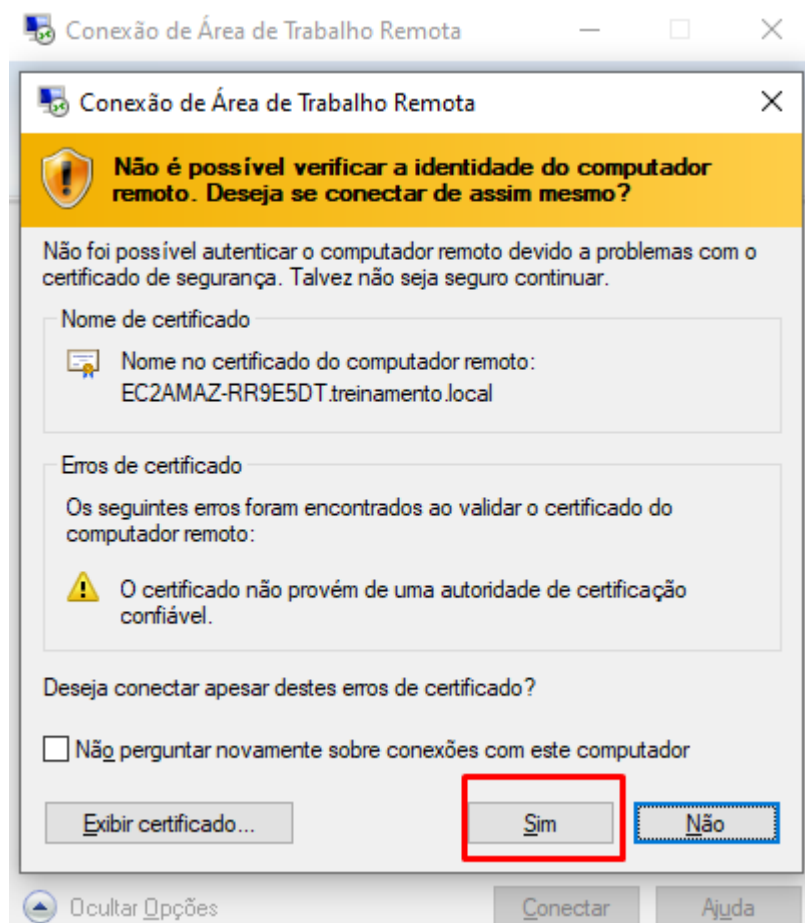 Conexão de Área de Trabalho Remota
Conexão de Área de Trabalho Remota
Não é possível verificar a identidade do computador
remoto. Deseja se conectar de assim mesmo?
Não foi possível autenticar o computador remoto devido a problemas com o
certificado de segurança. Talvez não seja seguro continuar.
Nome de certificado
Nome no certificado do computador remoto:
EC2AMAZ-RR9E5DT.treinamento.local
Erros de certificado
Os seguintes erros foram encontrados ao validar o certificado do
computador remoto:
O certificado não provém de uma autoridade de certificação
confiável.
Deseja conectar apesar destes erros de certificado?
Não perguntar novamente sobre conexões com este computador
Exibir certificado... Sim Não
Ocultar Opções Conectar Ajuda